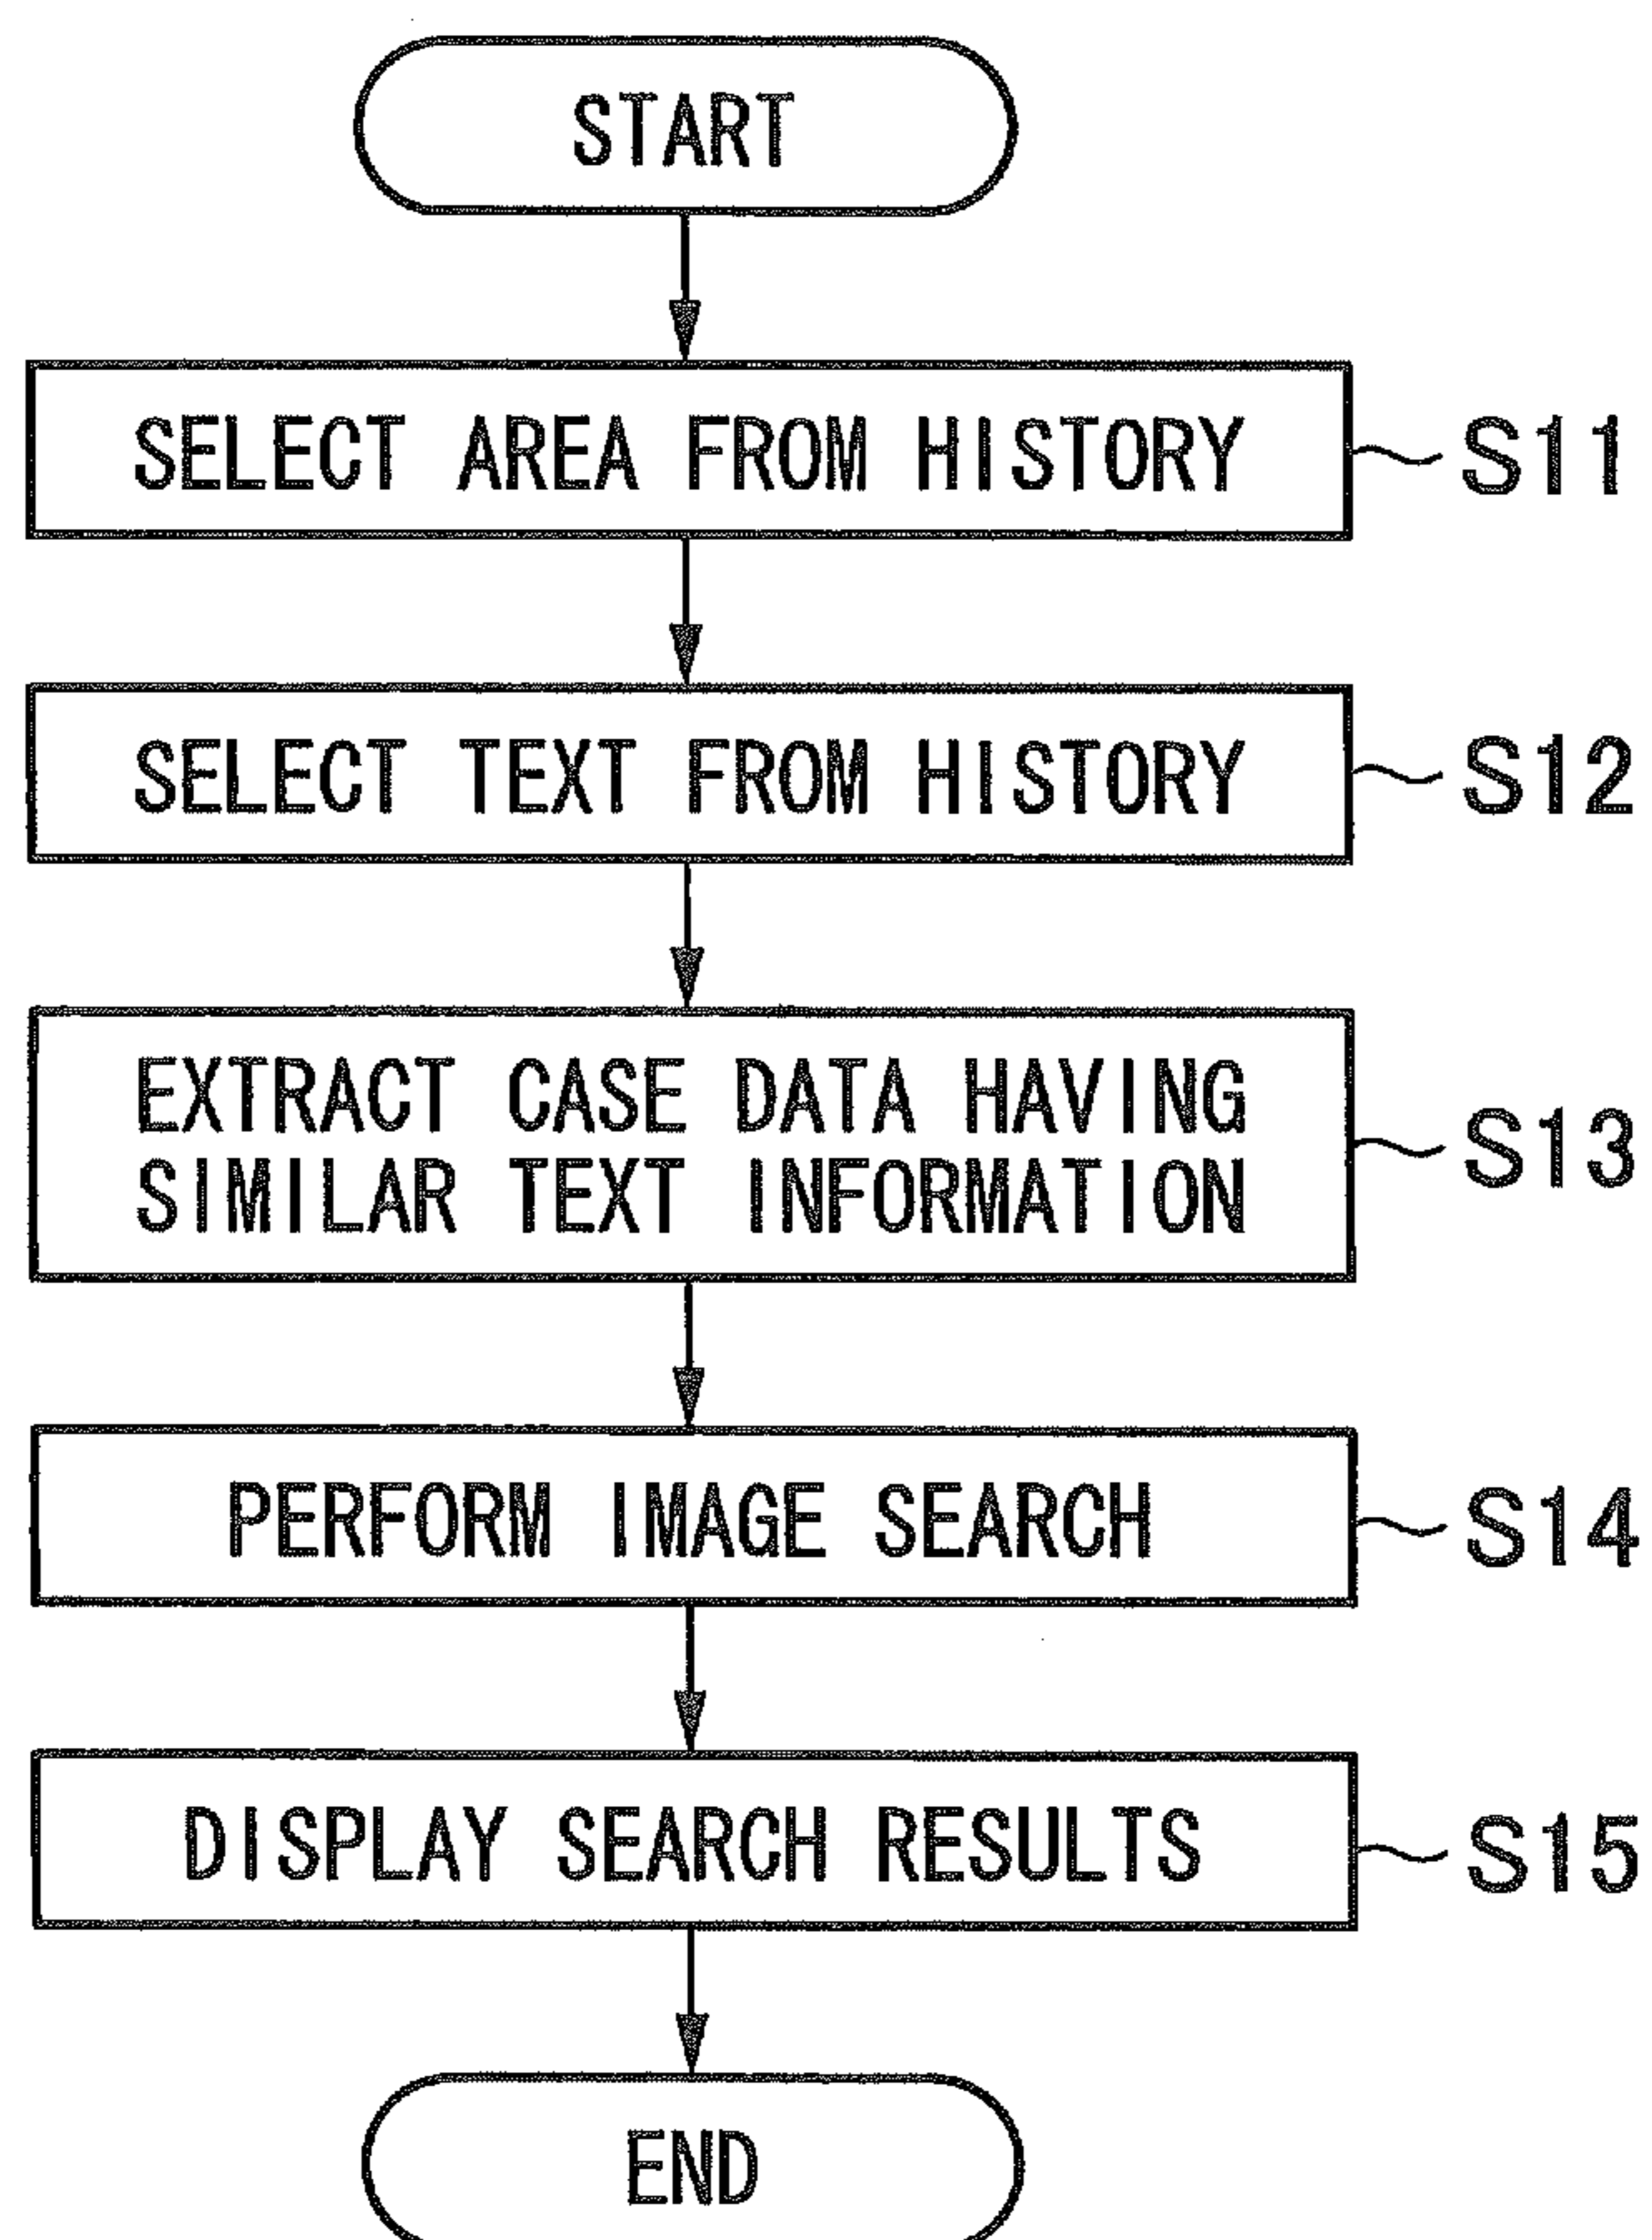 START
SELECT AREA FROM HISTORY
S11
SELECT TEXT FROM HISTORY
S12
EXTRACT CASE DATA HAVING
SIMILAR TEXT INFORMATION
S13
PERFORM IMAGE SEARCH
S14
DISPLAY SEARCH RESULTS
S15
END